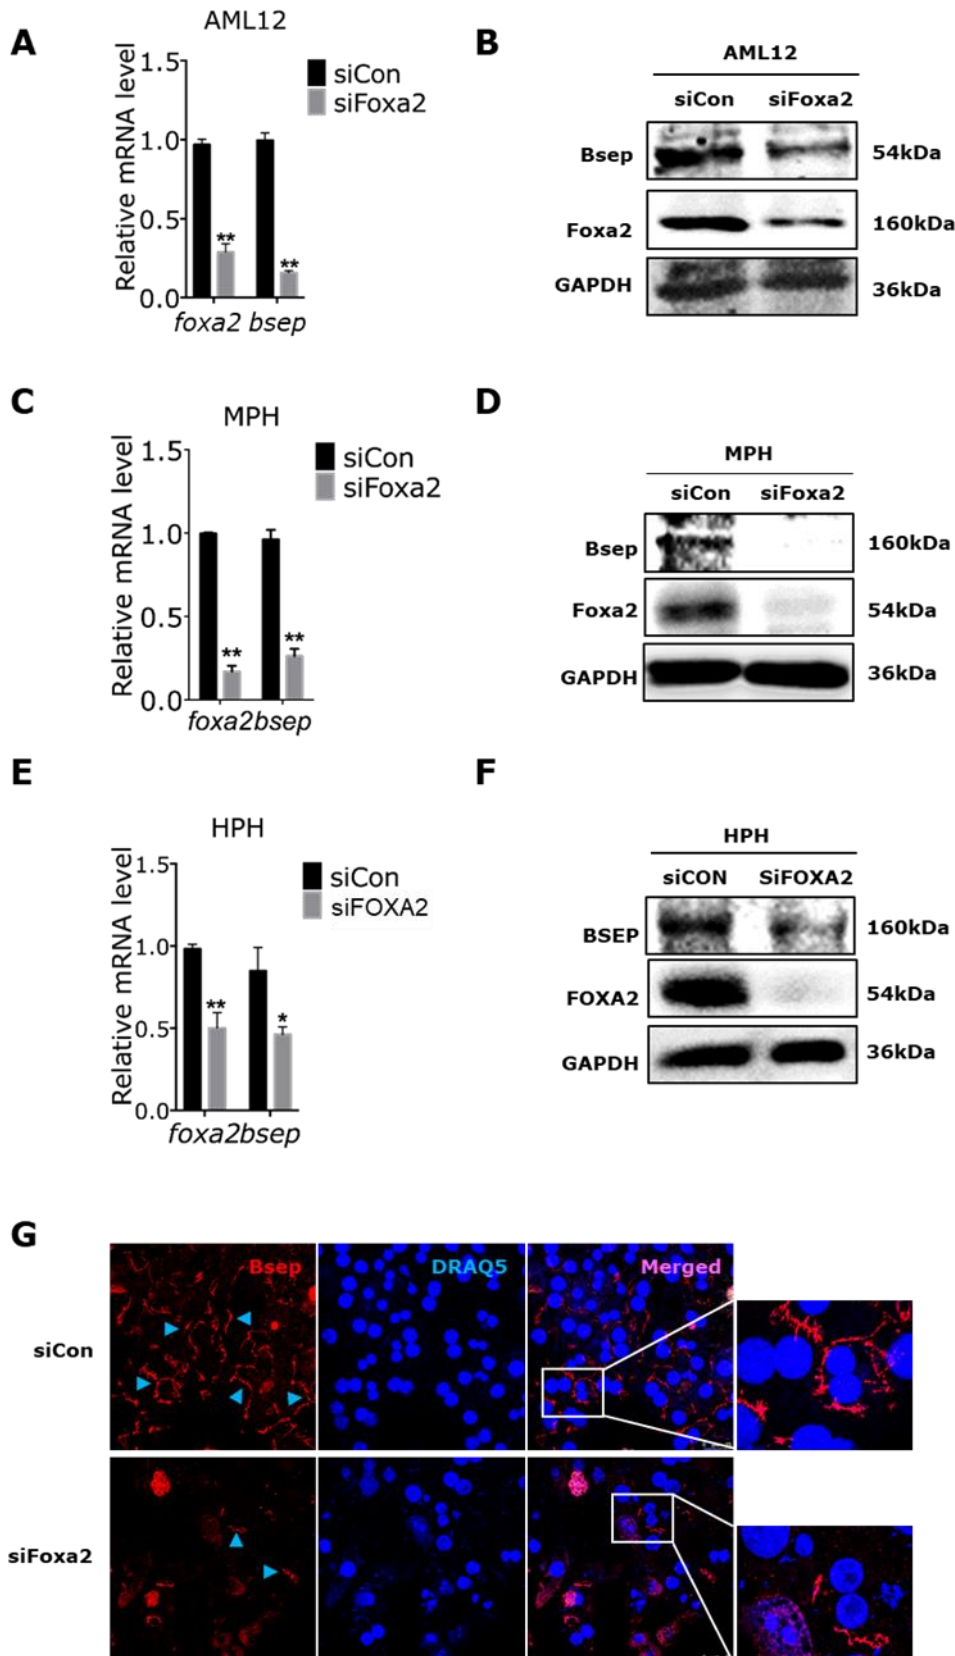 A
AML12
Relative mRNA level
1.5
1.0
0.5
0.0
siCon
siFoxa2
**
**
foxa2 bsep
B
AML12
siCon siFoxa2
Bsep 54kDa
Foxa2 160kDa
GAPDH 36kDa
C
MPH
Relative mRNA level
1.5
1.0
0.5
0.0
siCon
siFoxa2
**
**
foxa2bsep
D
MPH
siCon siFoxa2
Bsep 160kDa
Foxa2 54kDa
GAPDH 36kDa
E
HPH
Relative mRNA level
1.5
1.0
0.5
0.0
siCon
siFOXA2
**
*
foxa2bsep
F
HPH
siCON SiFOXA2
BSEP 160kDa
FOXA2 54kDa
GAPDH 36kDa
G
Bsep DRAQ5 Merged
siCon
siFoxa2